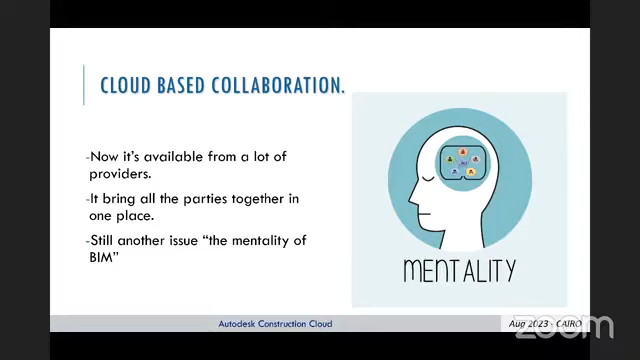 CLOUD BASED COLLABORATION.
-Now it's available from a lot of
providers.
-It bring all the parties together in
one place.
-Still another issue "the mentality of
BIM"
MENTALITY
Autodesk Construction Cloud
Aug 2023 - CAIRO
zoom